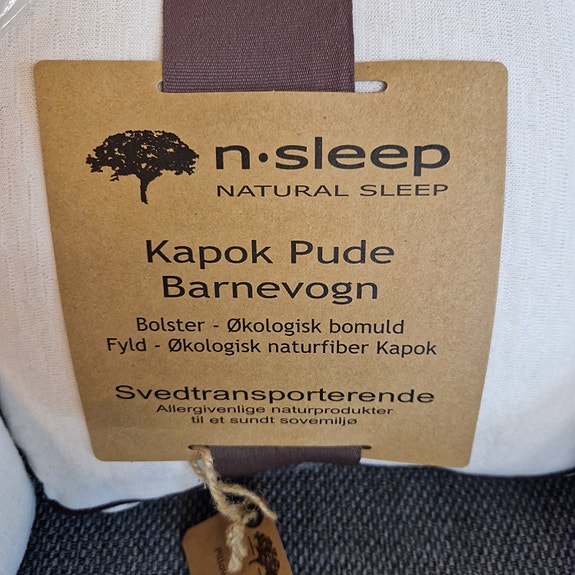 n·sleep
NATURAL SLEEP
Kapok Pude
Barnevogn
Bolster - Økologisk bomuld
Fyld - Økologisk naturfiber Kapok
Svedtransporterende
Allergivenlige naturprodukter
til et sundt sovemiljø